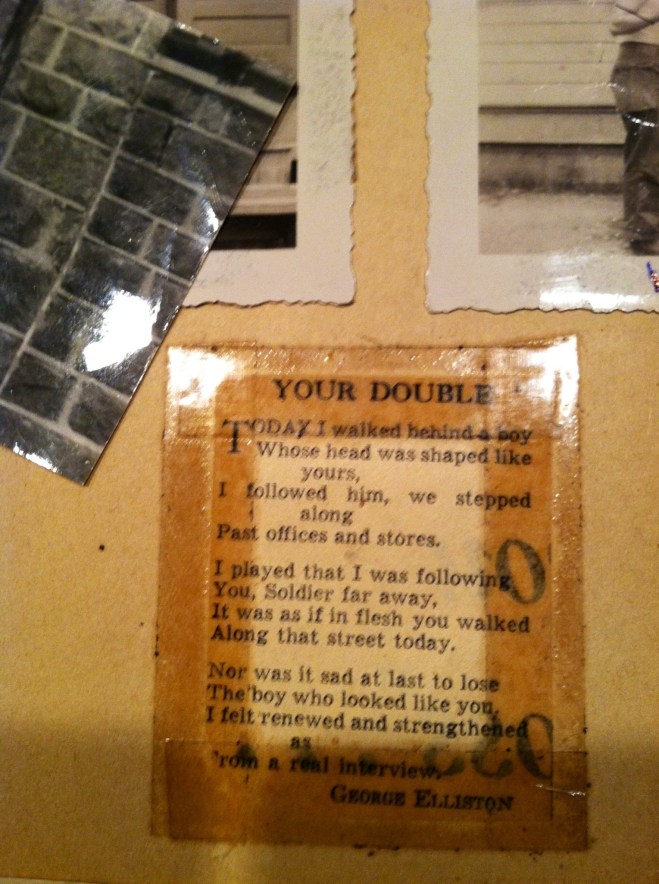 YOUR DOUBLE
TODAY I walked behind a boy
Whose head was shaped like
yours,
I followed him, we stepped
along
Past offices and stores.
I played that I was following
You, Soldier far away,
It was as if in flesh you walked
Along that street today.
Nor was it sad at last to lose
The boy who looked like you,
I felt renewed and strengthened
as
From a real interview.
GEORGE ELLISTON